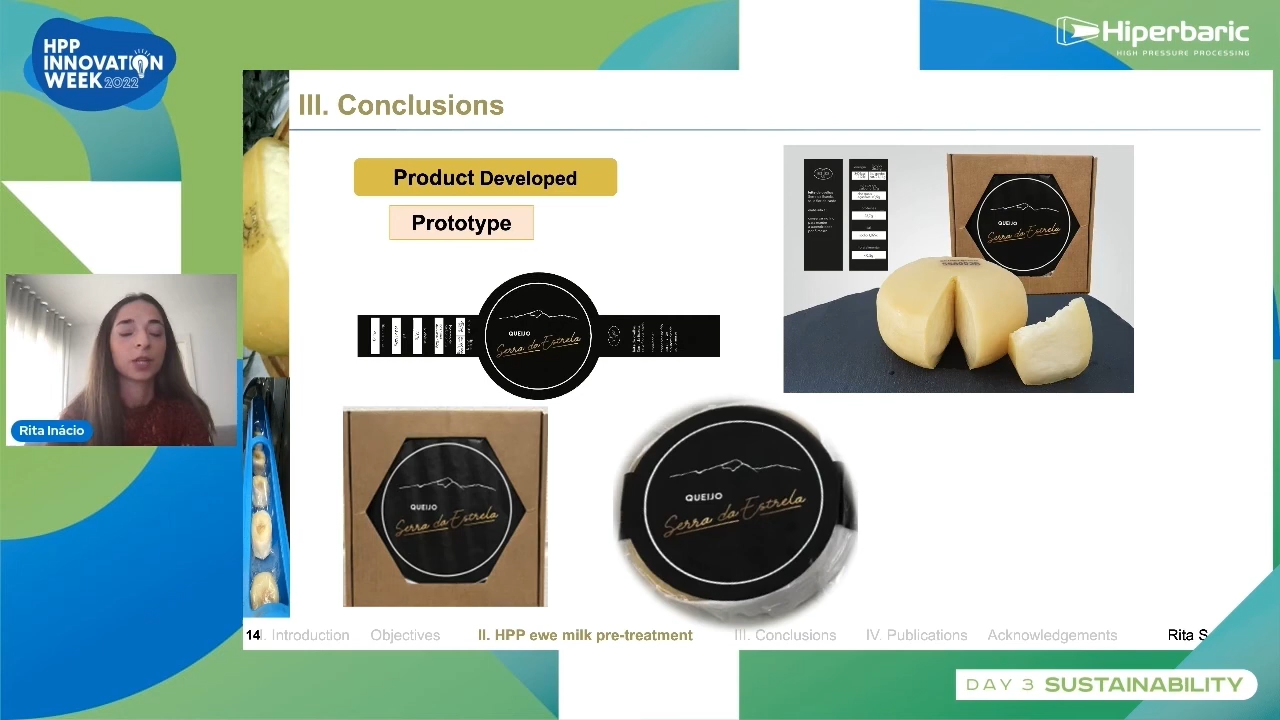 HPP
INNOVATION
WEEK 2022
Hiperbaric
HIGH PRESSURE PROCESSING
III. Conclusions
Product Developed
Prototype
QUEIJO
Serra da Estrela
QUEIJO
Serra da Estrela
Rita Inácio
QUEIJO
Serra da Estrela
QUEIJO
Serra da Estrela
14. Introduction Objectives II. HPP ewe milk pre-treatment III. Conclusions IV. Publications Acknowledgements Rita S
DAY 3 SUSTAINABILITY